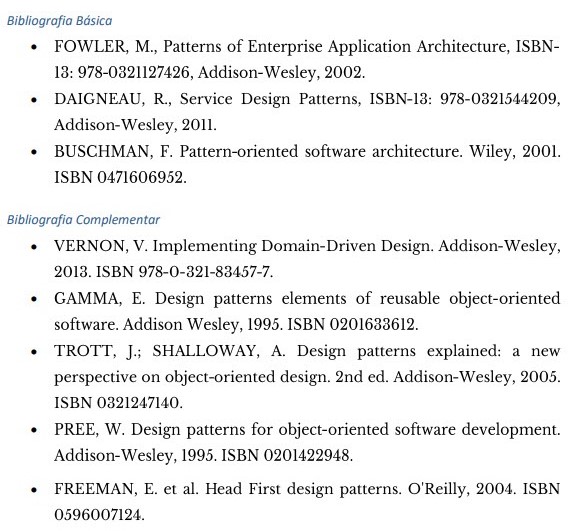 Bibliografia Básica
• FOWLER, M., Patterns of Enterprise Application Architecture, ISBN-
13: 978-0321127426, Addison-Wesley, 2002.
• DAIGNEAU, R., Service Design Patterns, ISBN-13: 978-0321544209,
Addison-Wesley, 2011.
• BUSCHMAN, F. Pattern-oriented software architecture. Wiley, 2001.
ISBN 0471606952.
Bibliografia Complementar
• VERNON, V. Implementing Domain-Driven Design. Addison-Wesley,
2013. ISBN 978-0-321-83457-7.
• GAMMA, E. Design patterns elements of reusable object-oriented
software. Addison Wesley, 1995. ISBN 0201633612.
• TROTT, J.; SHALLOWAY, A. Design patterns explained: a new
perspective on object-oriented design. 2nd ed. Addison-Wesley, 2005.
ISBN 0321247140.
• PREE, W. Design patterns for object-oriented software development.
Addison-Wesley, 1995. ISBN 0201422948.
• FREEMAN, E. et al. Head First design patterns. O'Reilly, 2004. ISBN
0596007124.